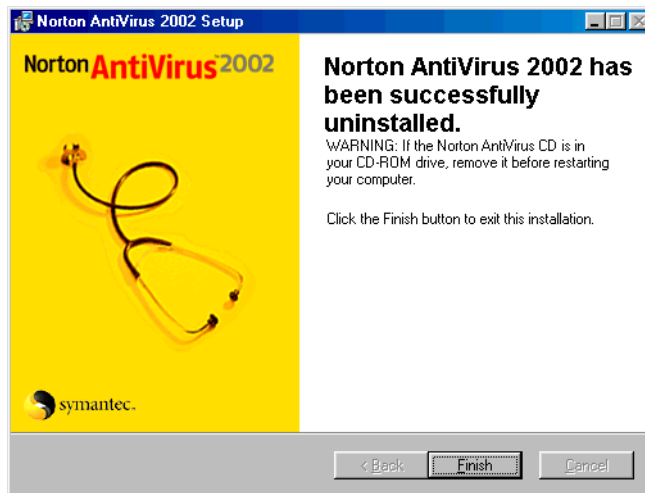 Norton AntiVirus 2002 Setup
Norton AntiVirus 2002
Norton AntiVirus 2002 has
been successfully
uninstalled.
WARNING: If the Norton AntiVirus CD is in
your CD-ROM drive, remove it before restarting
your computer.
Click the Finish button to exit this installation.
symantec.
< Back
Finish
Cancel